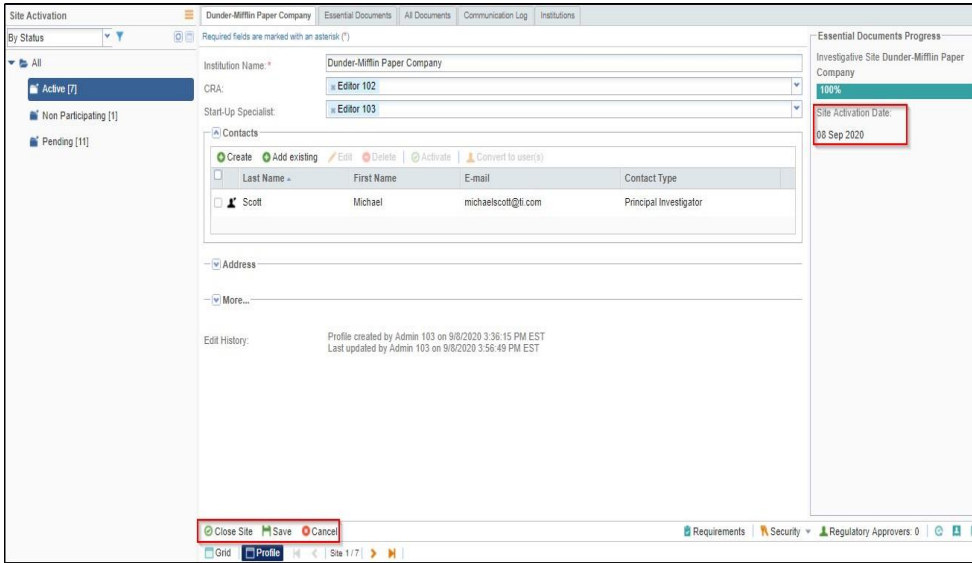 Site Activation
By Status
All
Active [7]
Non Participating [1]
Pending [11]
Dunder-Mifflin Paper Company Essential Documents All Documents Communication Log Institutions
Required fields are marked with an asterisk (*)
Institution Name:* Dunder-Mifflin Paper Company
CRA: Editor 102
Start-Up Specialist: Editor 103
Contacts
Create Add existing Edit Delete Activate Convert to user(s)
Last Name First Name E-mail Contact Type
Scott Michael michaelscott@ti.com Principal Investigator
Address
More...
Edit History: Profile created by Admin 103 on 9/8/2020 3:36:15 PM EST
Last updated by Admin 103 on 9/8/2020 3:56:49 PM EST
Essential Documents Progress
Investigative Site Dunder-Mifflin Paper
Company
100%
Site Activation Date:
08 Sep 2020
Close Site Save Cancel Requirements Security Regulatory Approvers: 0
Grid Profile Site 1 / 7